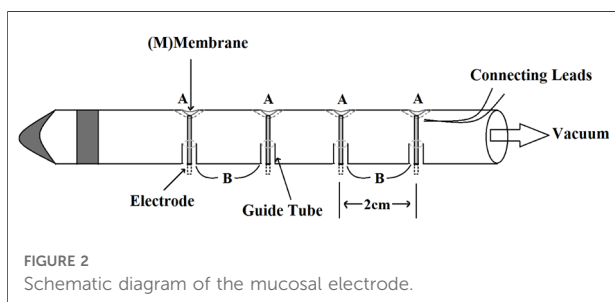 (M)Membrane
A A A A
Connecting Leads
Vacuum
B B
Electrode
Guide Tube
2cm
FIGURE 2
Schematic diagram of the mucosal electrode.